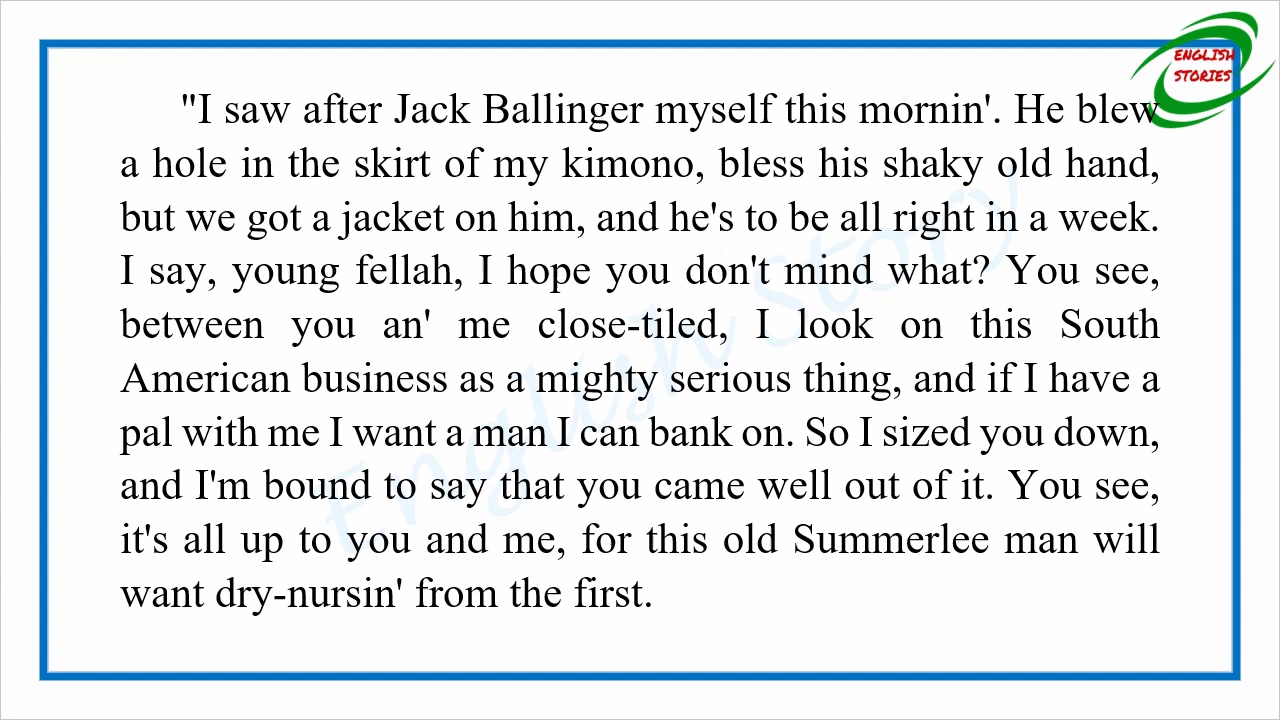 ENGLISH
STORIES
"I saw after Jack Ballinger myself this mornin'. He blew
a hole in the skirt of my kimono, bless his shaky old hand,
but we got a jacket on him, and he's to be all right in a week.
I say, young fellah, I hope you don't mind what? You see,
between you an' me close-tiled, I look on this South
American business as a mighty serious thing, and if I have a
pal with me I want a man I can bank on. So I sized you down,
and I'm bound to say that you came well out of it. You see,
it's all up to you and me, for this old Summerlee man will
want dry-nursin' from the first.
English Story